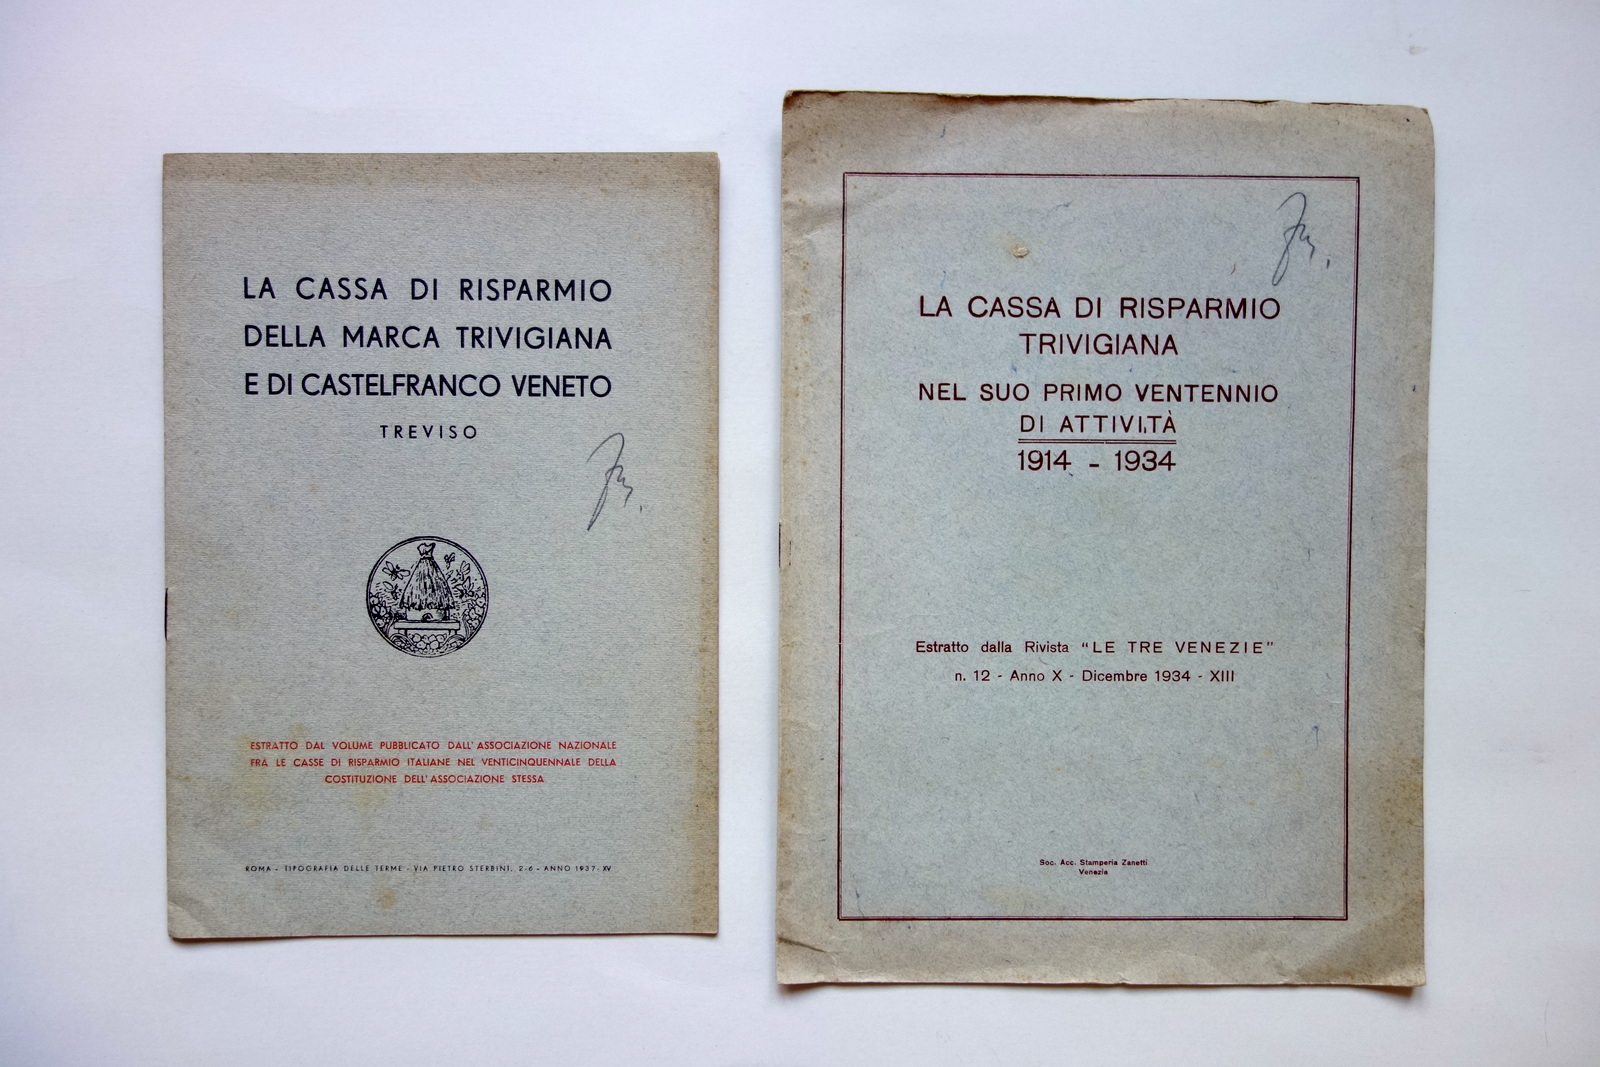 LA CASSA DI RISPARMIO
DELLA MARCA TRIVIGIANA
E DI CASTELFRANCO VENETO
TREVISO
ESTRATTO DAL VOLUME PUBBLICATO DALL'ASSOCIAZIONE NAZIONALE
FRA LE CASSE DI RISPARMIO ITALIANE NEL VENTICINQUENNALE DELLA
COSTITUZIONE DELL'ASSOCIAZIONE STESSA
ROMA - TIPOGRAFIA DELLE TERME - VIA PIETRO STERBINI, 2-6 - ANNO 1937-XV
LA CASSA DI RISPARMIO
TRIVIGIANA
NEL SUO PRIMO VENTENNIO
DI ATTIVITÀ
1914 - 1934
Estratto dalla Rivista "LE TRE VENEZIE"
n. 12 - Anno X - Dicembre 1934 - XIII
Soc. Acc. Stamperia Zanetti
Venezia